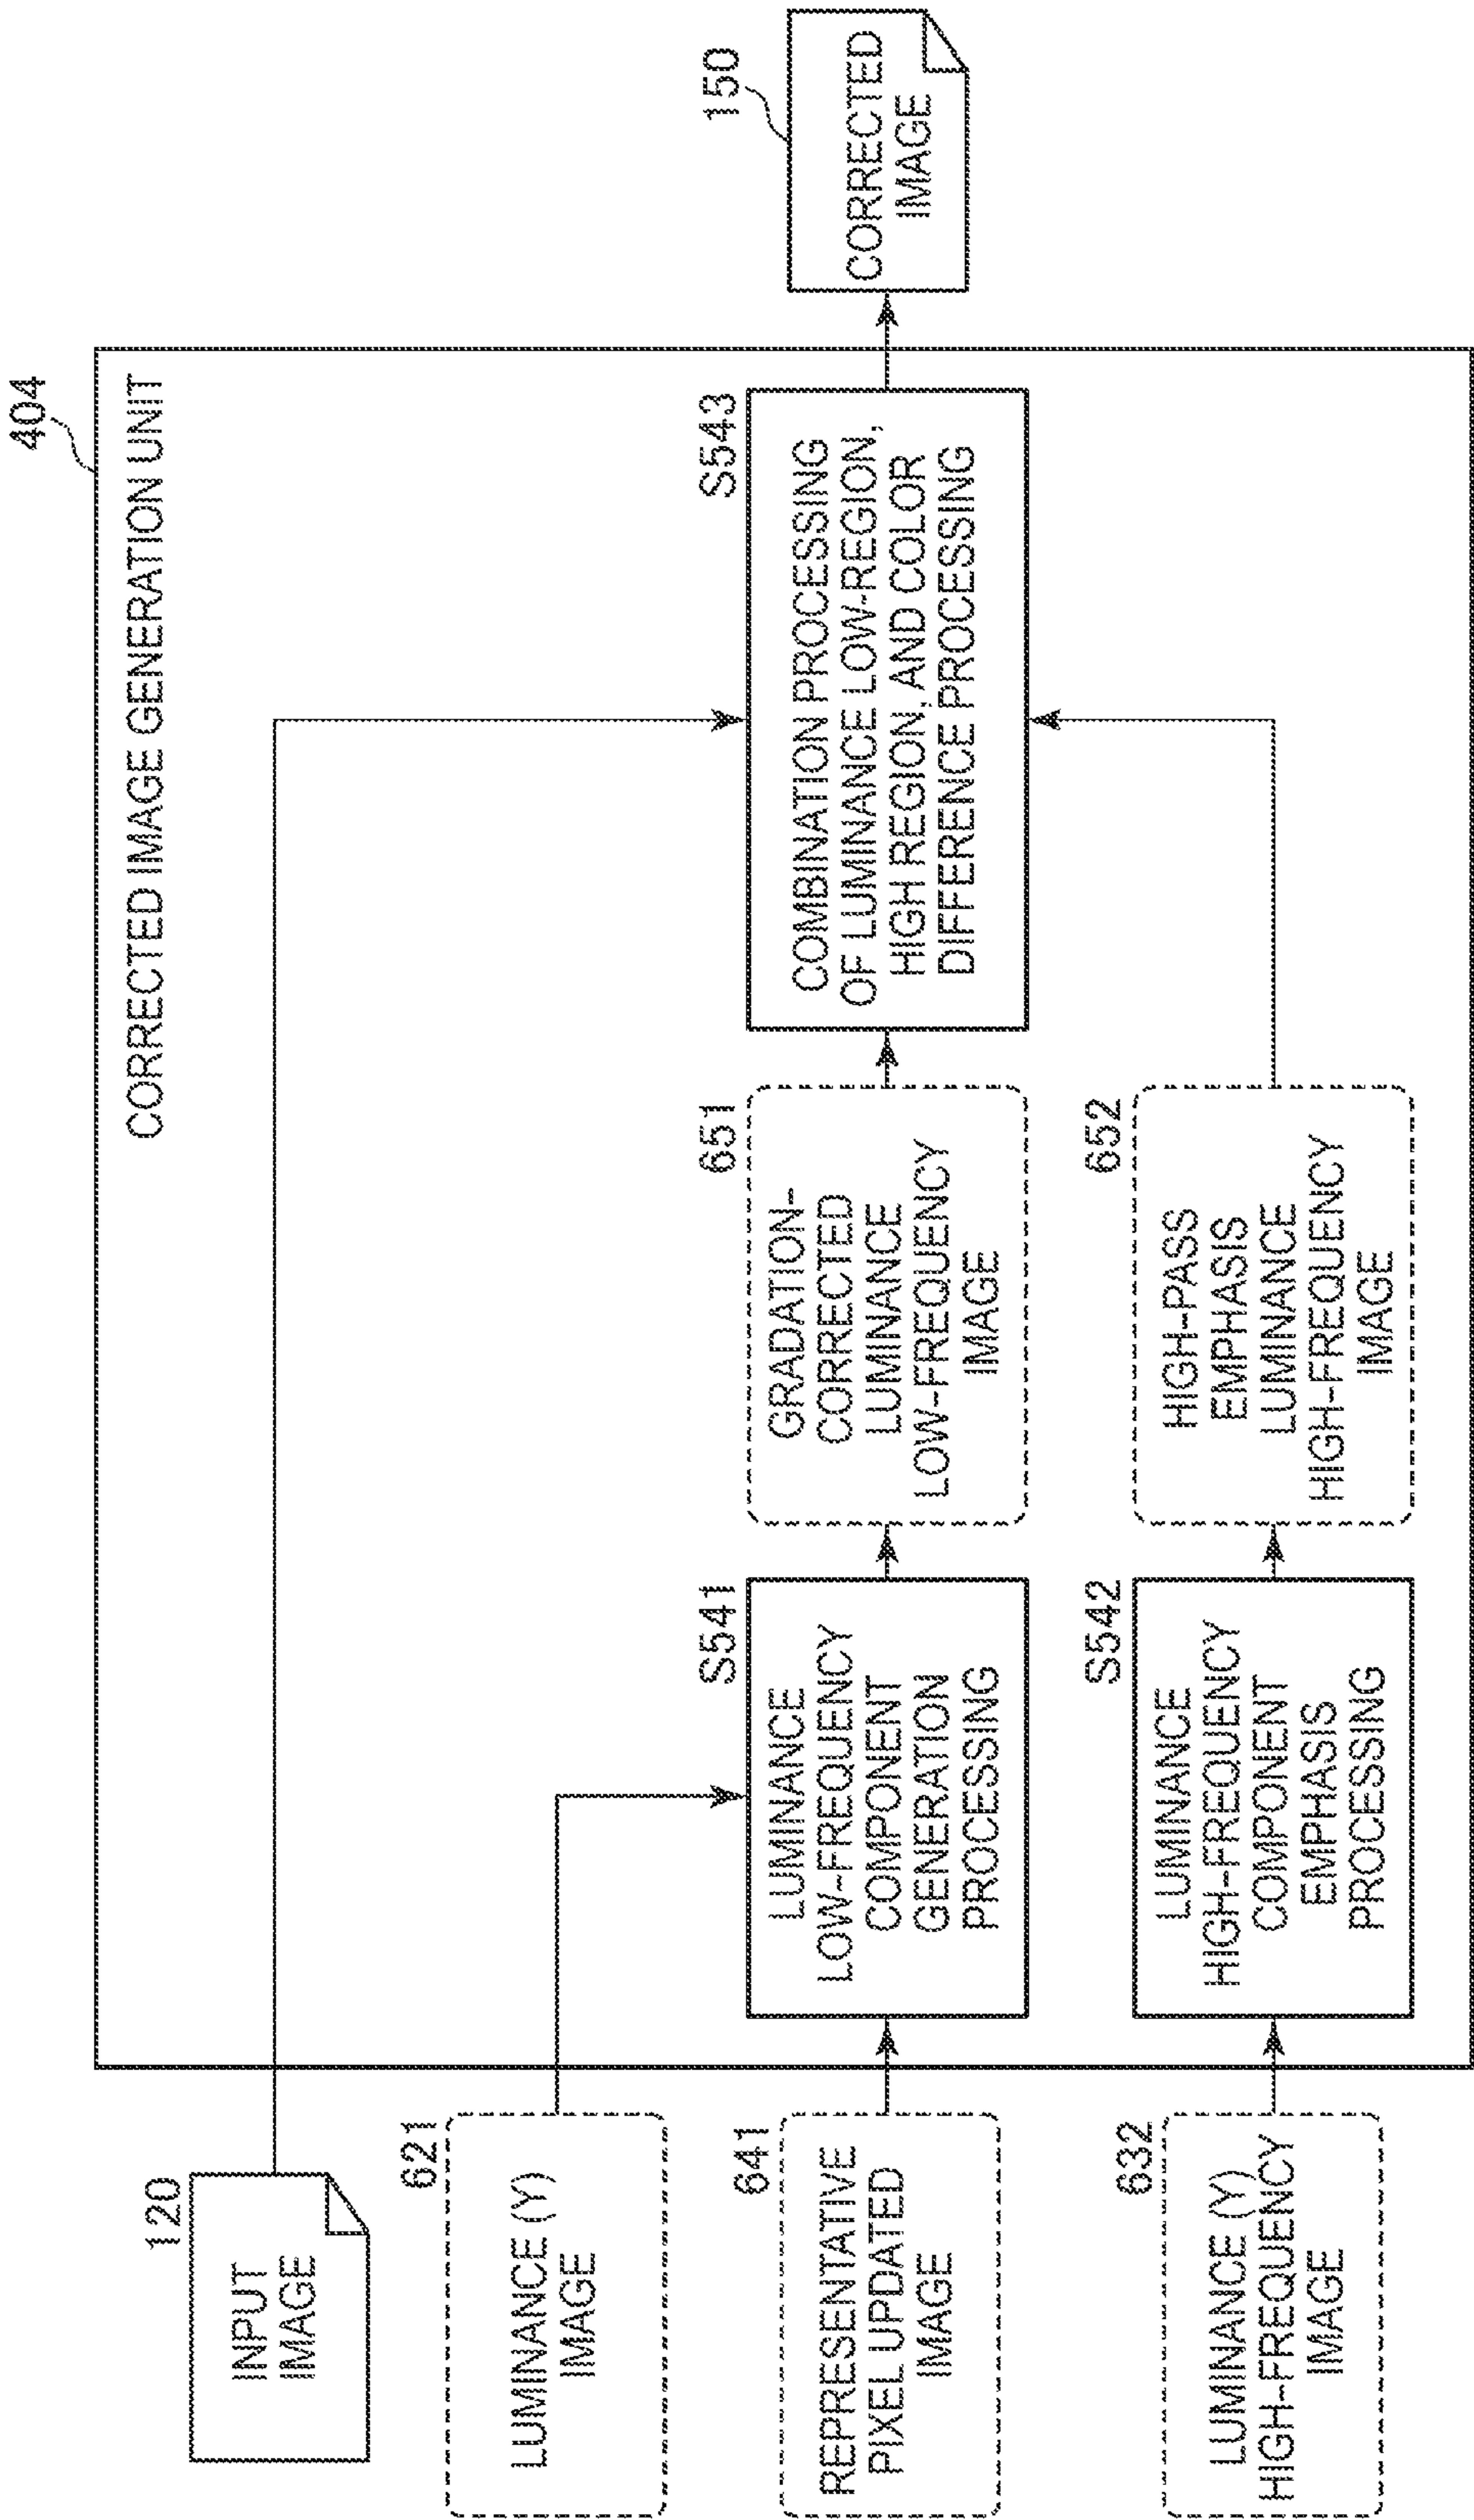 404
CORRECTED IMAGE GENERATION UNIT
120
INPUT
IMAGE
621
LUMINANCE (Y)
IMAGE
641
REPRESENTATIVE
PIXEL UPDATED
IMAGE
632
LUMINANCE (Y)
HIGH-FREQUENCY
IMAGE
S541
LUMINANCE
LOW-FREQUENCY
COMPONENT
GENERATION
PROCESSING
S542
LUMINANCE
HIGH-FREQUENCY
COMPONENT
EMPHASIS
PROCESSING
651
GRADATION-
CORRECTED
LUMINANCE
LOW-FREQUENCY
IMAGE
652
HIGH-PASS
EMPHASIS
LUMINANCE
HIGH-FREQUENCY
IMAGE
S543
COMBINATION PROCESSING
OF LUMINANCE LOW-REGION,
HIGH REGION, AND COLOR
DIFFERENCE PROCESSING
150
CORRECTED
IMAGE